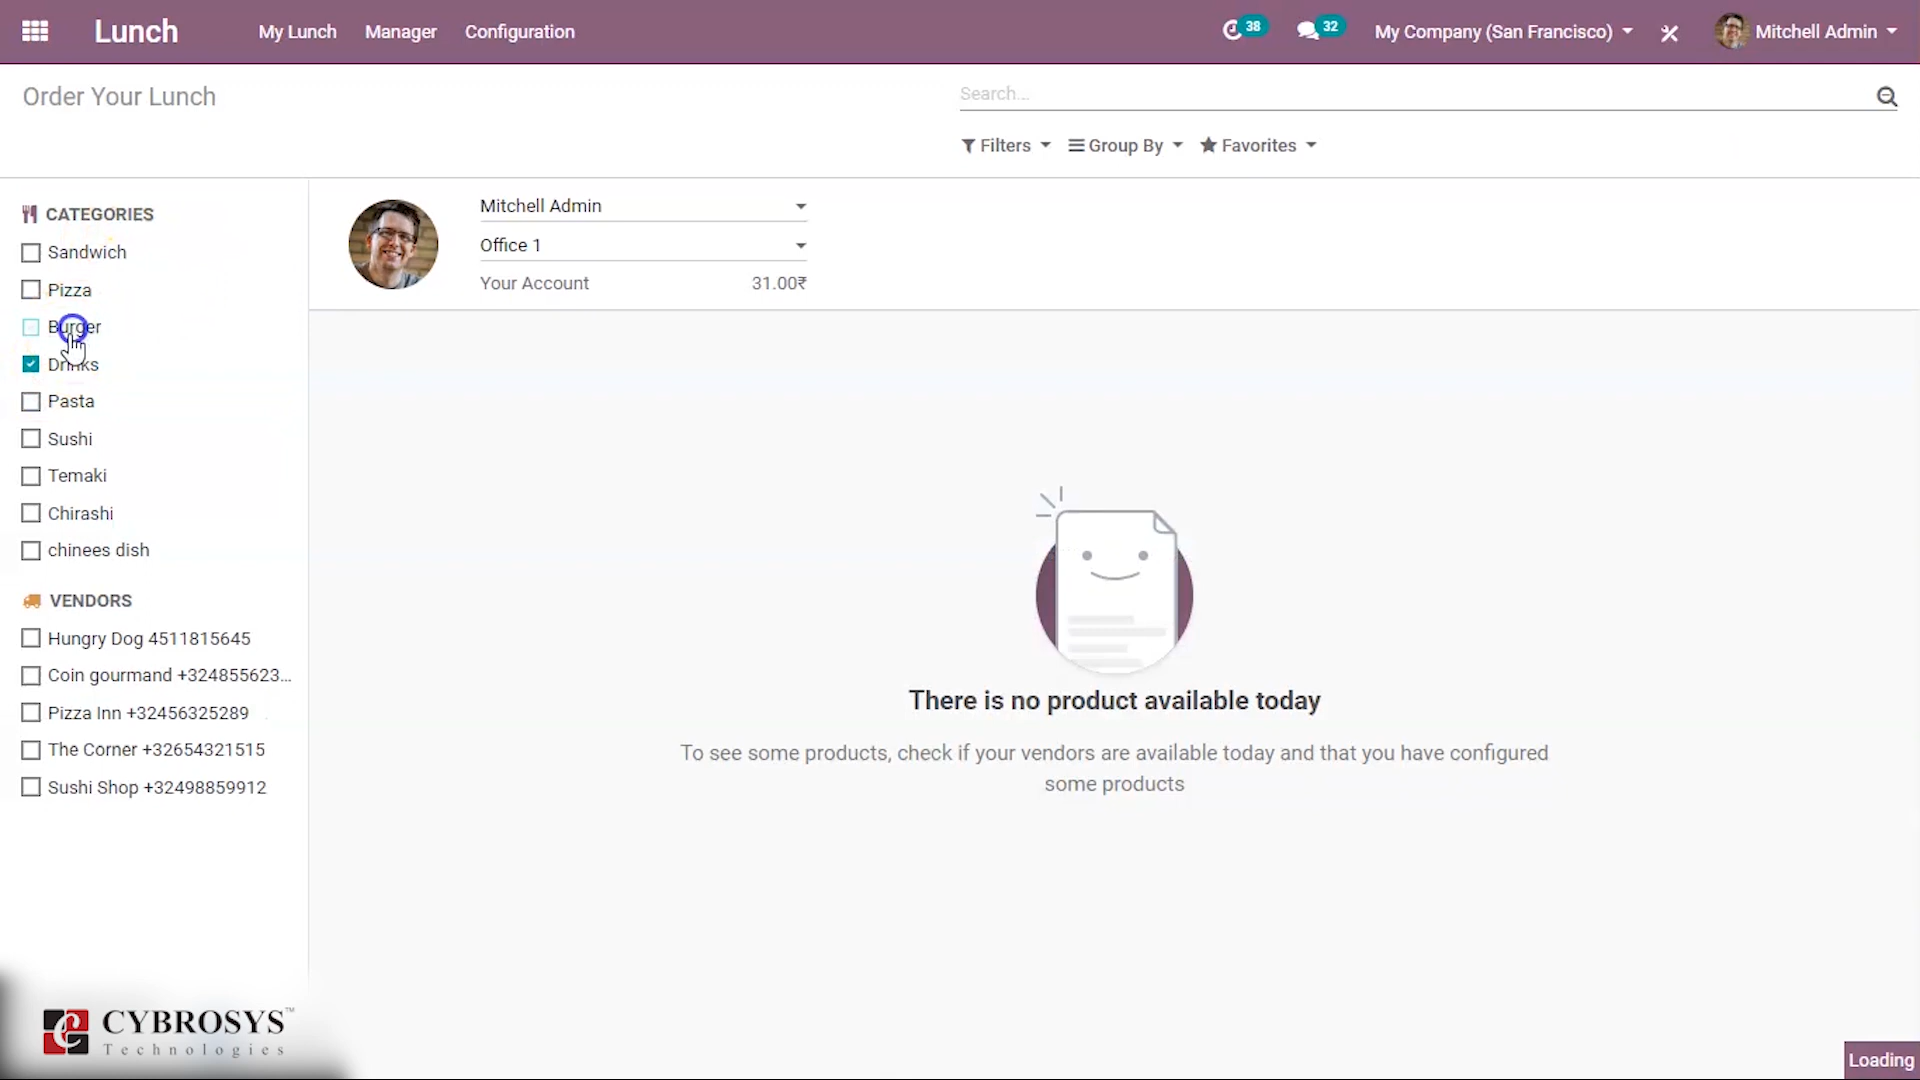 Lunch
My Lunch
Manager
Configuration
38
32
My Company (San Francisco)
Mitchell Admin
Order Your Lunch
Search...
Filters
Group By
Favorites
CATEGORIES
Sandwich
Pizza
Burger
Drinks
Pasta
Sushi
Temaki
Chirashi
chinees dish
VENDORS
Hungry Dog 4511815645
Coin gourmand +324855623...
Pizza Inn +32456325289
The Corner +32654321515
Sushi Shop +32498859912
Mitchell Admin
Office 1
Your Account 31.00₹
There is no product available today
To see some products, check if your vendors are available today and that you have configured
some products
CYBROSYS™
Technologies
Loading